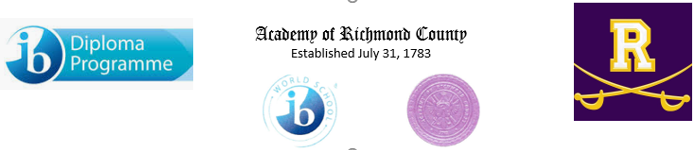 ib Diploma
Programme
Academy of Richmond County
Established July 31, 1783
WORLD SCHOOL
ib
R